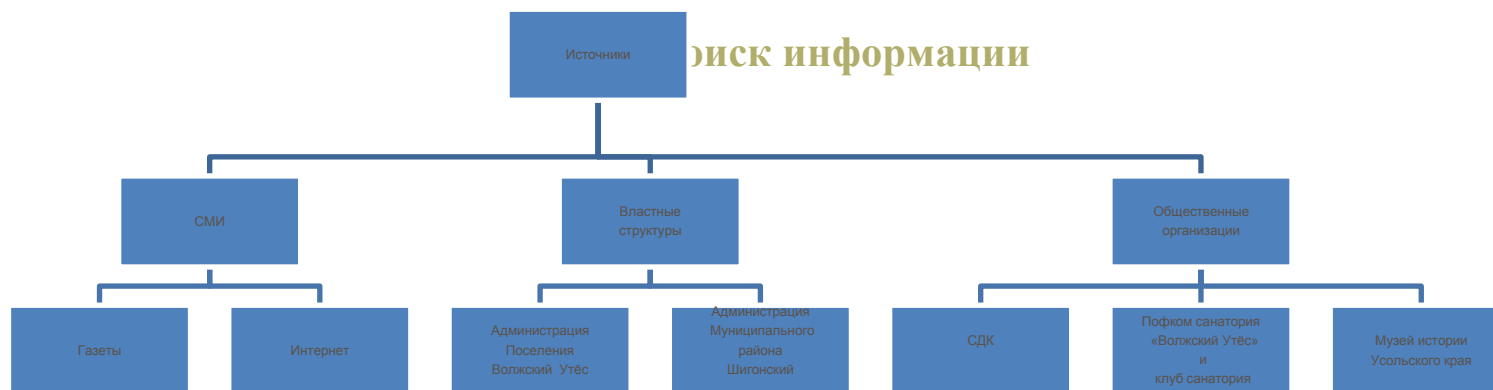 Источники
оиск информации
СМИ
Властные
структуры
Общественные
организации
Газеты
Интернет
Администрация
Поселения
Волжский Утёс
Администрация
Муниципального
района
Шигонский
СДК
Пофком санатория
«Волжский Утёс»
и
клуб санатория
Музей истории
Усольского края